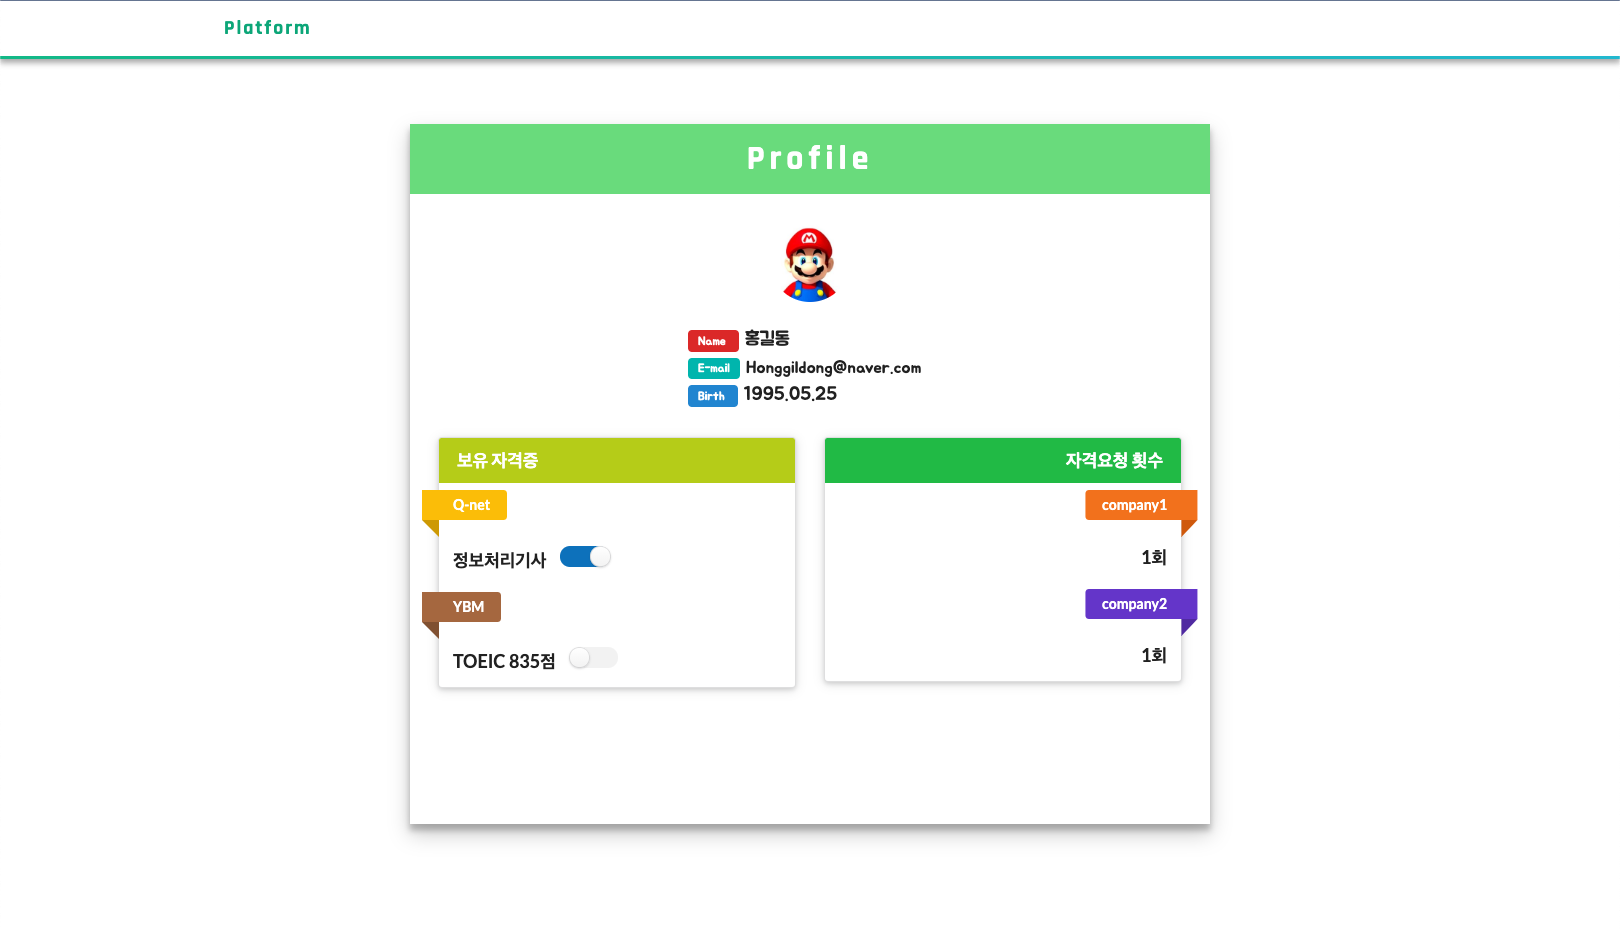 Platform
Profile
M
Name 홍길동
E-mail Honggildong@naver.com
Birth 1995.05.25
보유 자격증
Q-net
정보처리기사
YBM
TOEIC 835점
자격요청 횟수
company1
1회
company2
1회